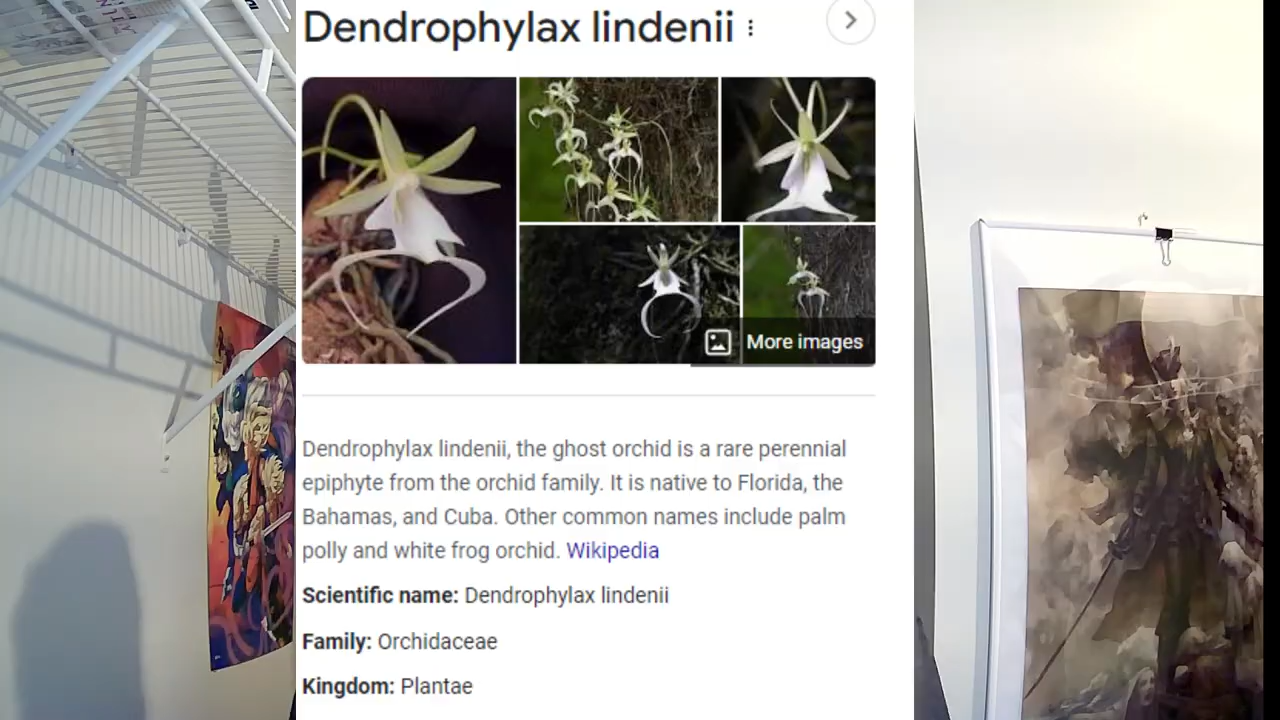 Dendrophylax lindenii
More images
Dendrophylax lindenii, the ghost orchid is a rare perennial
epiphyte from the orchid family. It is native to Florida, the
Bahamas, and Cuba. Other common names include palm
polly and white frog orchid. Wikipedia
Scientific name: Dendrophylax lindenii
Family: Orchidaceae
Kingdom: Plantae